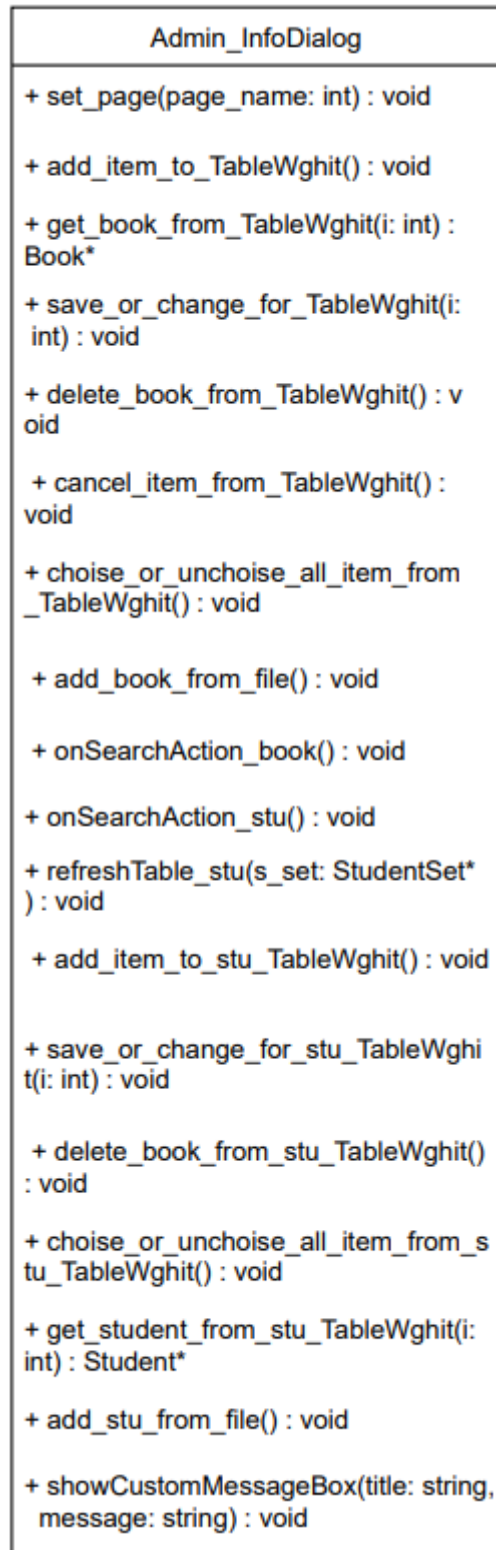 Admin_InfoDialog
+ set_page(page_name: int) : void
+ add_item_to_TableWghit() : void
+ get_book_from_TableWghit(i: int) :
Book*
+ save_or_change_for_TableWghit(i:
int) : void
+ delete_book_from_TableWghit() : v
oid
+ cancel_item_from_TableWghit() :
void
+ choise_or_unchoise_all_item_from
_TableWghit() : void
+ add_book_from_file() : void
+ onSearchAction_book() : void
+ onSearchAction_stu() : void
+ refreshTable_stu(s_set: StudentSet*
) : void
+ add_item_to_stu_TableWghit() : void
+ save_or_change_for_stu_TableWghi
t(i: int) : void
+ delete_book_from_stu_TableWghit()
: void
+ choise_or_unchoise_all_item_from_s
tu_TableWghit() : void
+ get_student_from_stu_TableWghit(i:
int) : Student*
+ add_stu_from_file() : void
+ showCustomMessageBox(title: string,
message: string) : void